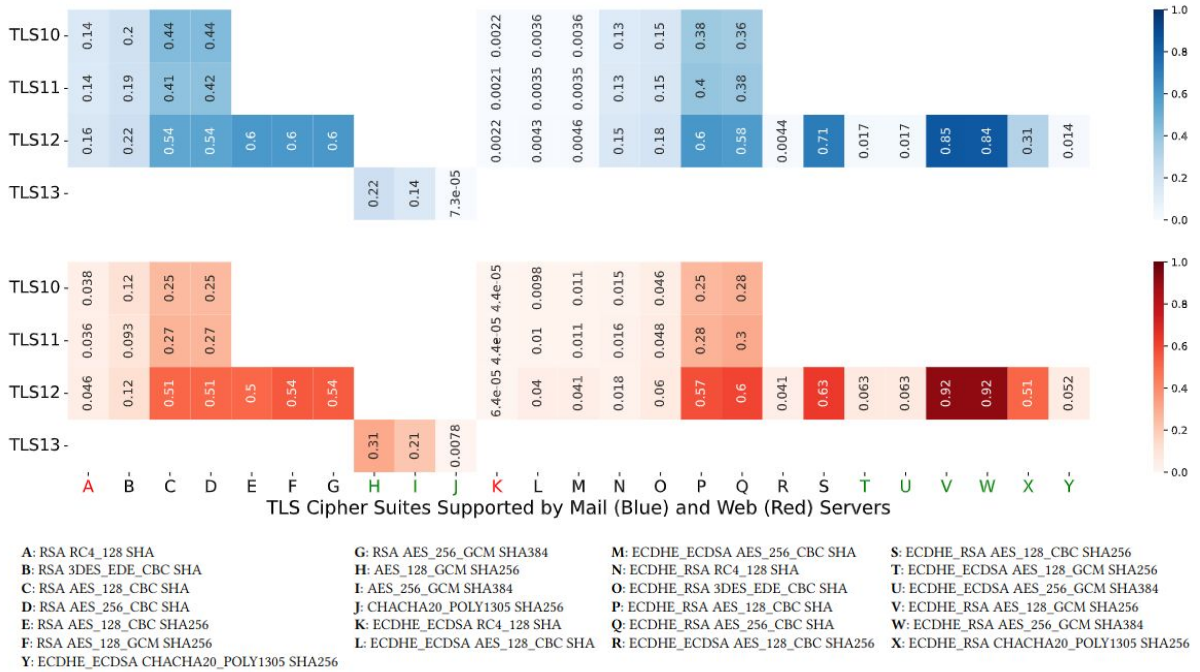 1.0
TLS10 - 0.14 0.2 0.44 0.44 0.0022 0.0036 0.0036 0.13 0.15 0.38 0.36
0.8
TLS11 - 0.14 0.19 0.41 0.42 0.0021 0.0035 0.0035 0.13 0.15 0.4 0.38
0.6
TLS12 - 0.16 0.22 0.54 0.54 0.6 0.6 0.6 0.0022 0.0043 0.0046 0.15 0.18 0.6 0.58 0.0044 0.71 0.017 0.017 0.85 0.84 0.31 0.014
0.4
0.2
TLS13 - 0.22 0.14 7.3e-05
0.0
1.0
TLS10 - 0.038 0.12 0.25 0.25 4.4e-05 0.0098 0.011 0.015 0.046 0.25 0.28
0.8
TLS11 - 0.036 0.093 0.27 0.27 4.4e-05 0.01 0.011 0.016 0.048 0.28 0.3
0.6
TLS12 - 0.046 0.12 0.51 0.51 0.5 0.54 0.54 6.4e-05 0.04 0.041 0.018 0.06 0.57 0.6 0.041 0.63 0.063 0.063 0.92 0.92 0.51 0.052
0.4
0.2
TLS13 - 0.31 0.21 0.0078
0.0
A B C D E F G H I J K L M N O P Q R S T U V W X Y
TLS Cipher Suites Supported by Mail (Blue) and Web (Red) Servers
A: RSA RC4_128 SHA
B: RSA 3DES_EDE_CBC SHA
C: RSA AES_128_CBC SHA
D: RSA AES_256_CBC SHA
E: RSA AES_128_CBC SHA256
F: RSA AES_128_GCM SHA256
Y: ECDHE_ECDSA CHACHA20_POLY1305 SHA256
G: RSA AES_256_GCM SHA384
H: AES_128_GCM SHA256
I: AES_256_GCM SHA384
J: CHACHA20_POLY1305 SHA256
K: ECDHE_ECDSA RC4_128 SHA
L: ECDHE_ECDSA AES_128_CBC SHA
M: ECDHE_ECDSA AES_256_CBC SHA
N: ECDHE_RSA RC4_128 SHA
O: ECDHE_RSA 3DES_EDE_CBC SHA
P: ECDHE_RSA AES_128_CBC SHA
Q: ECDHE_RSA AES_256_CBC SHA
R: ECDHE_ECDSA AES_128_CBC SHA256
S: ECDHE_RSA AES_128_CBC SHA256
T: ECDHE_ECDSA AES_128_GCM SHA256
U: ECDHE_ECDSA AES_256_GCM SHA384
V: ECDHE_RSA AES_128_GCM SHA256
W: ECDHE_RSA AES_256_GCM SHA384
X: ECDHE_RSA CHACHA20_POLY1305 SHA256